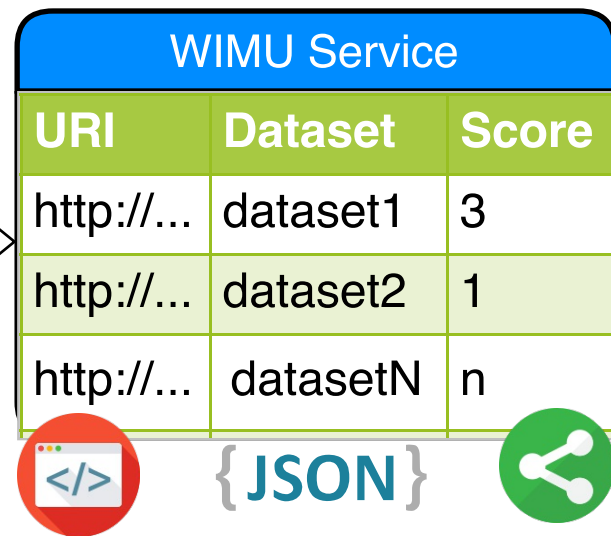 WIMU Service
URI Dataset Score
http://... dataset1 3
http://... dataset2 1
http://... datasetN n
</> {JSON}